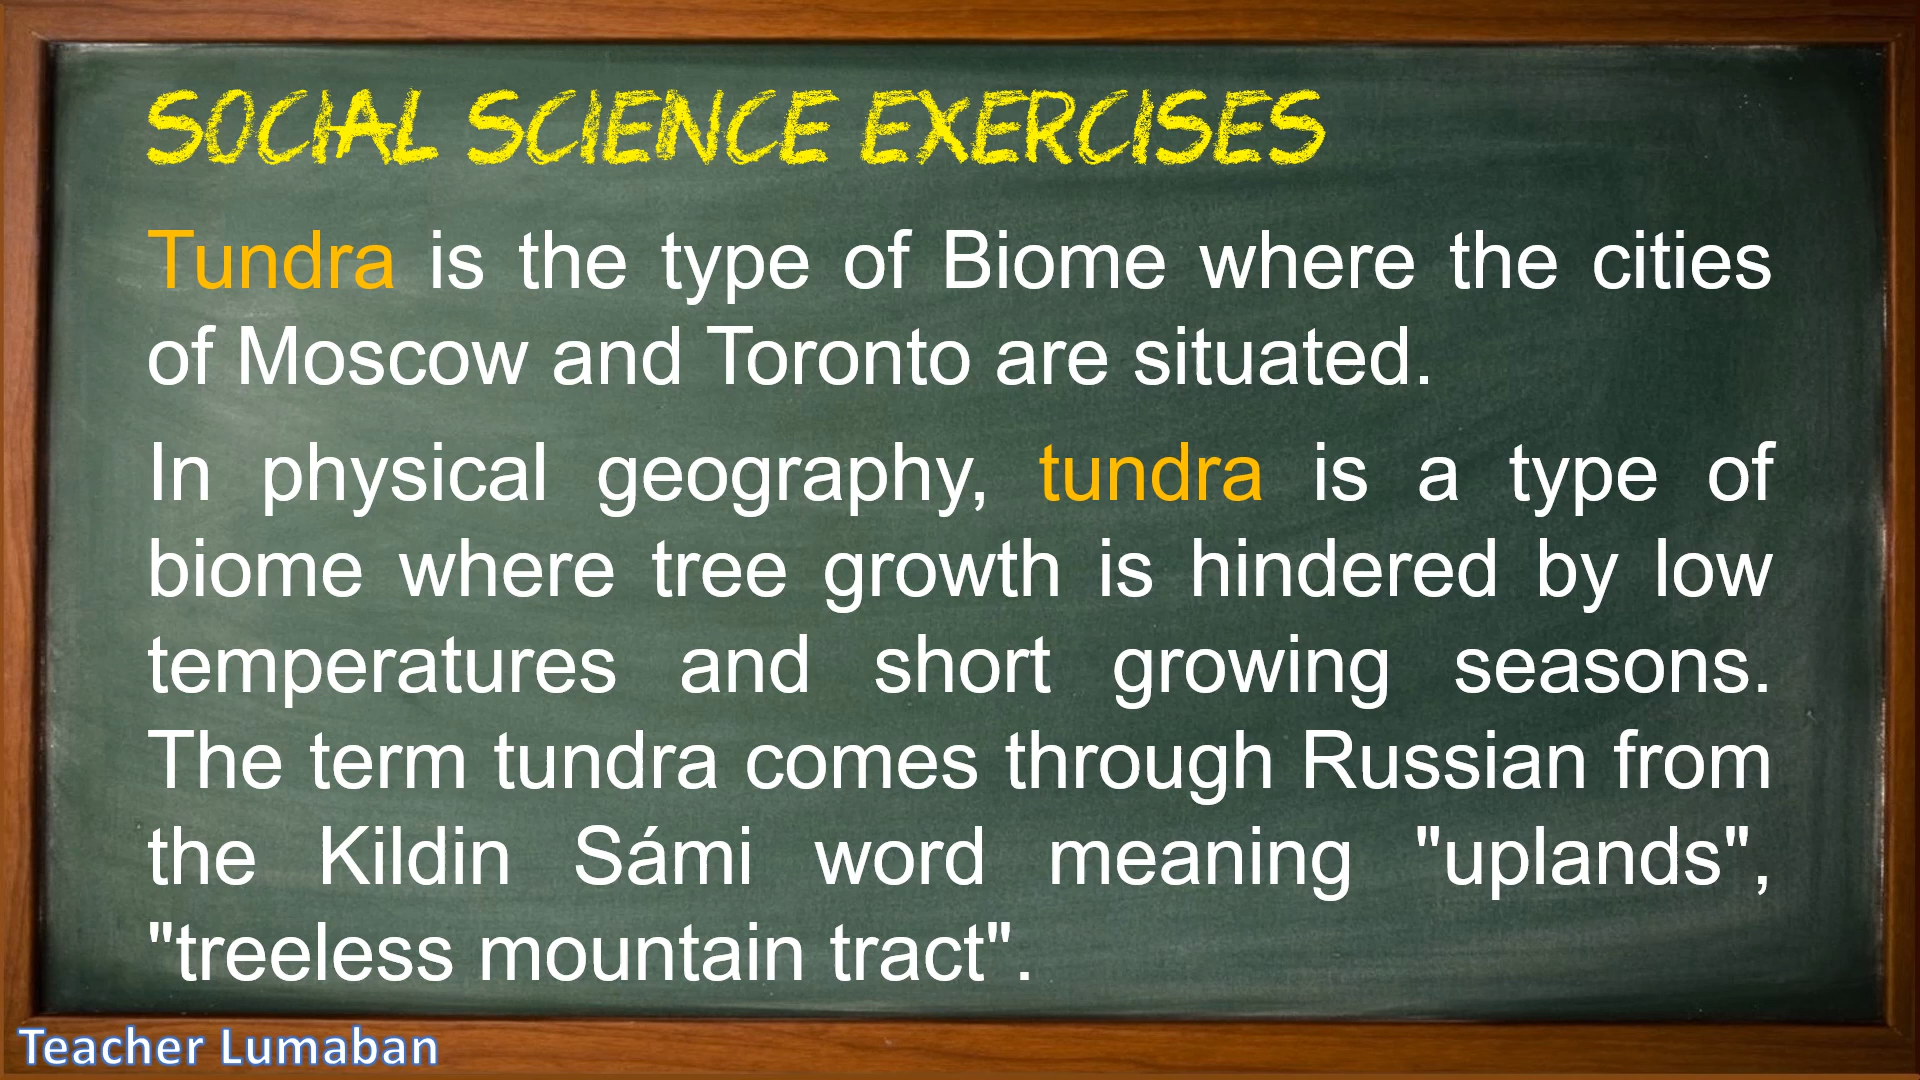 SOCIAL SCIENCE EXERCISES
Tundra is the type of Biome where the cities
of Moscow and Toronto are situated.
In physical geography, tundra is a type of
biome where tree growth is hindered by low
temperatures and short growing seasons.
The term tundra comes through Russian from
the Kildin Sámi word meaning "uplands",
"treeless mountain tract".
Teacher Lumaban